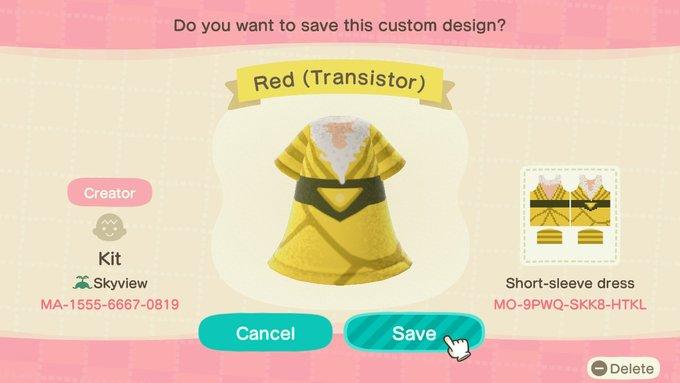 Do you want to save this custom design?
Red (Transistor)
Creator
Kit
Skyview
MA-1555-6667-0819
Short-sleeve dress
MO-9PWQ-SKK8-HTKL
Cancel
Save
Delete